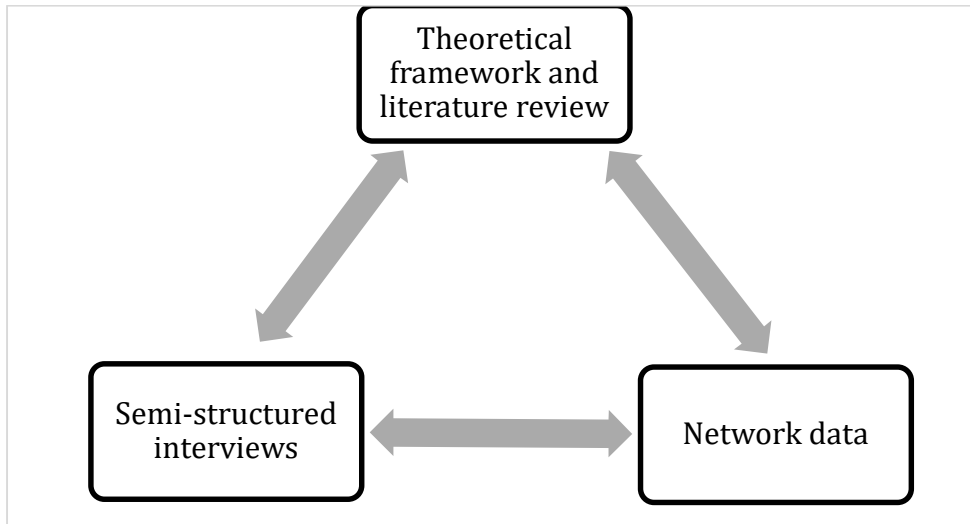 Theoretical
framework and
literature review
Semi-structured
interviews
Network data